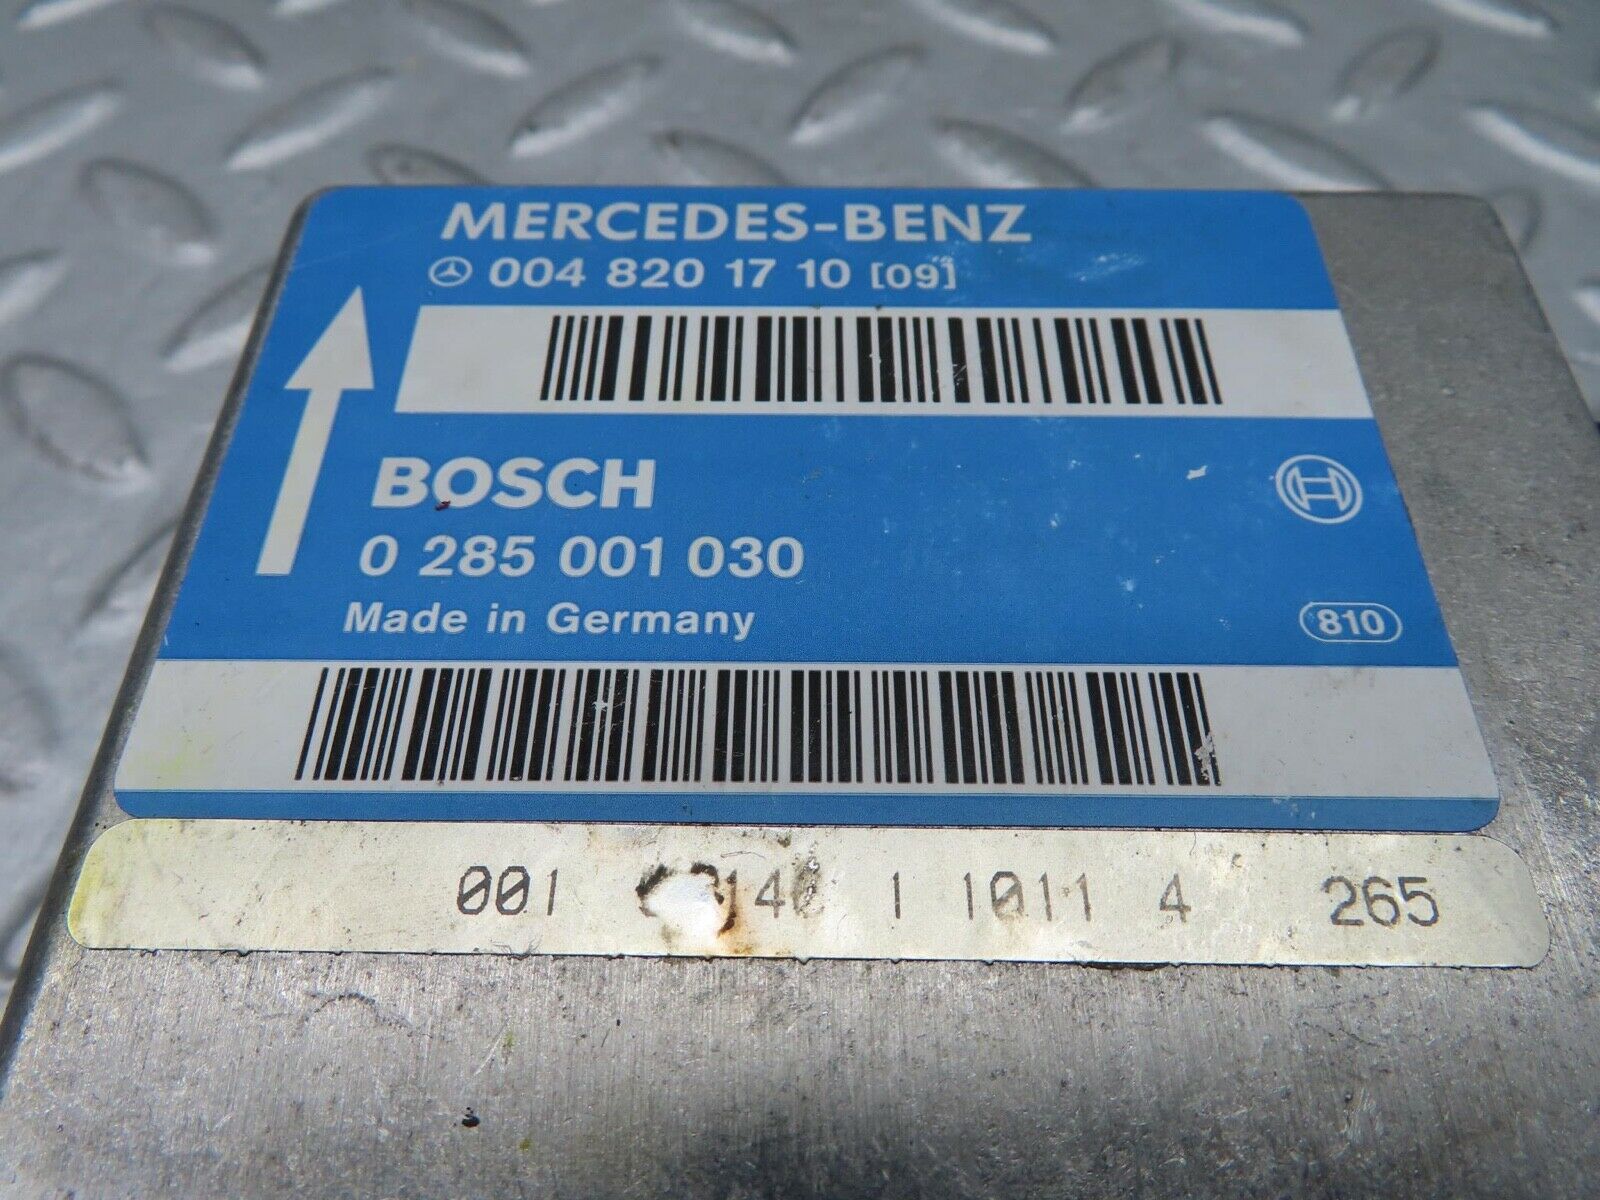 MERCEDES-BENZ
004 820 17 10 [09]
BOSCH
0 285 001 030
Made in Germany
810
001 1 1011 4 265